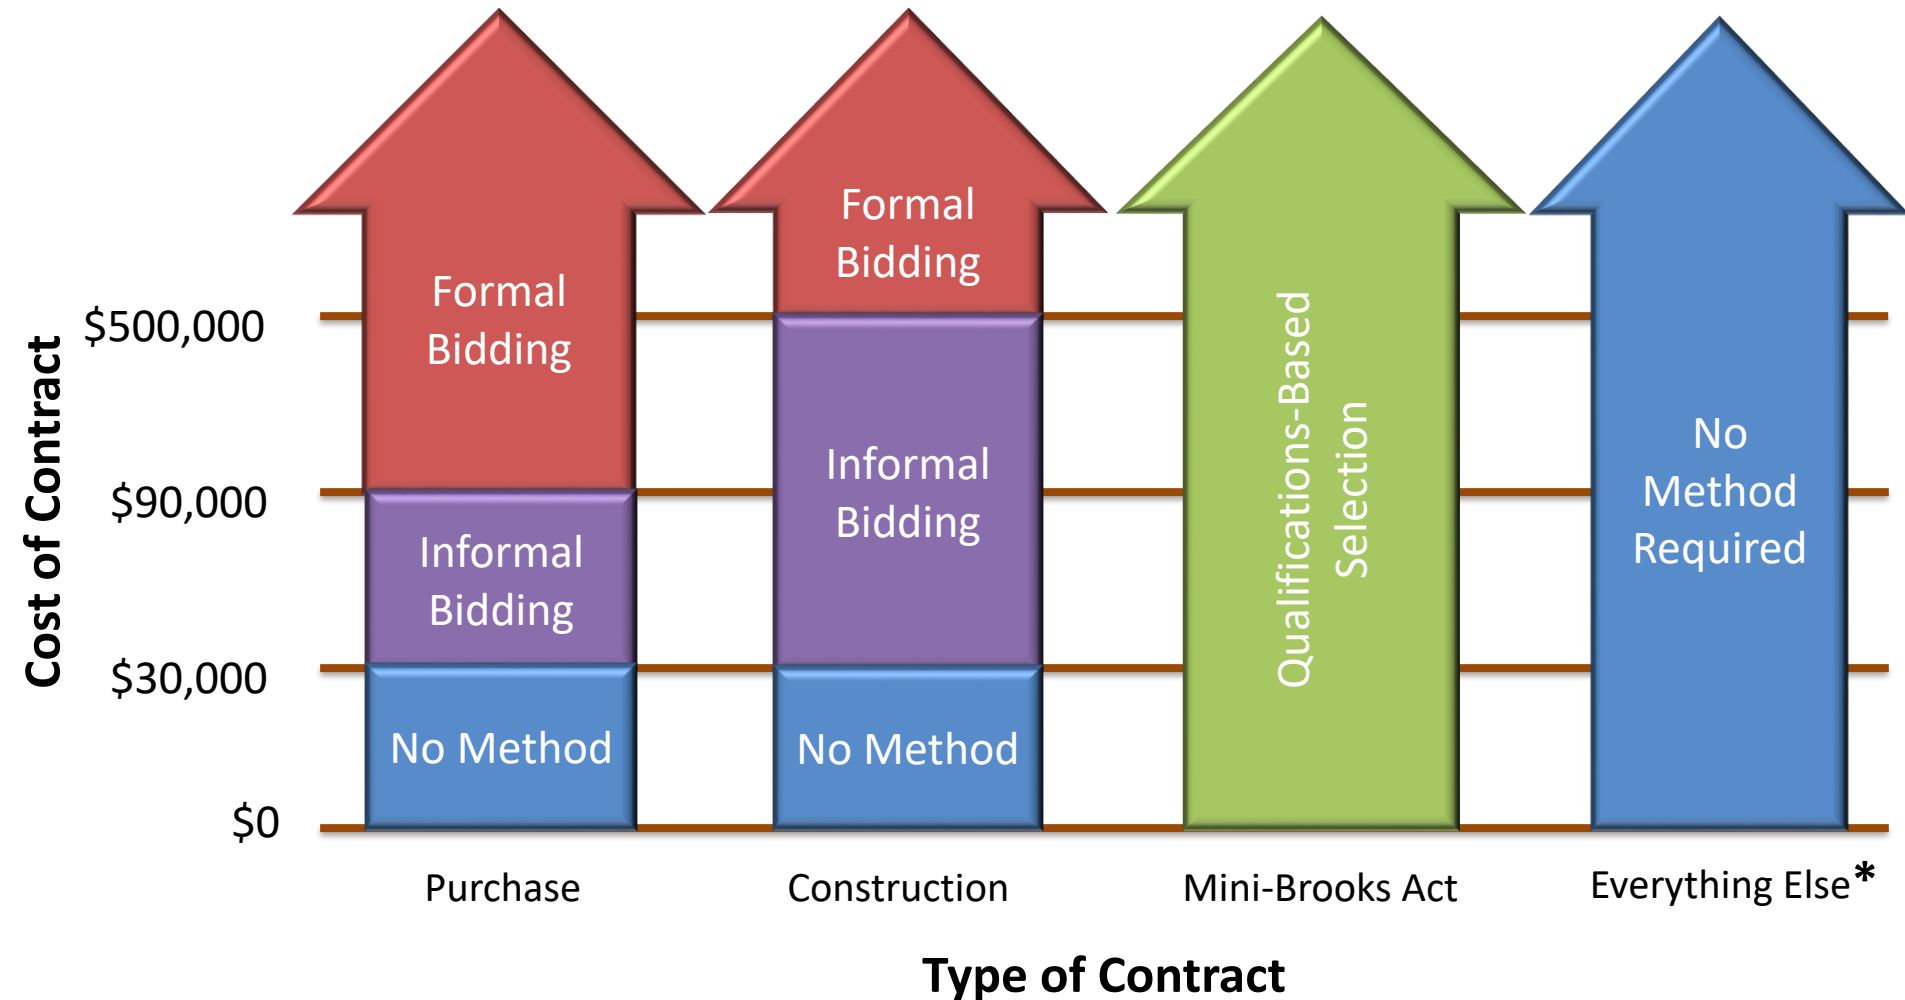 Cost of Contract
$500,000
$90,000
$30,000
$0
Formal
Bidding
Informal
Bidding
No Method
Formal
Bidding
Informal
Bidding
No Method
Qualifications-Based
Selection
No
Method
Required
Purchase
Construction
Mini-Brooks Act
Everything Else*
Type of Contract